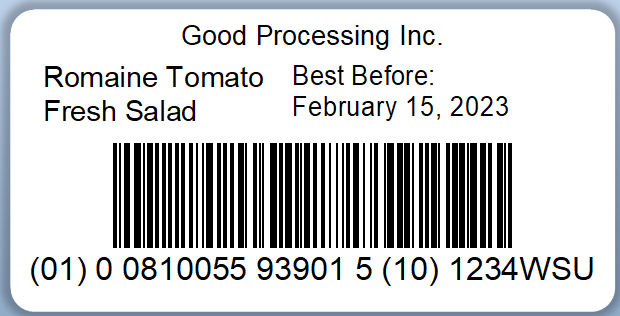 Good Processing Inc.
Romaine Tomato
Fresh Salad
Best Before:
February 15, 2023
(01) 0 0810055 93901 5 (10) 1234WSU